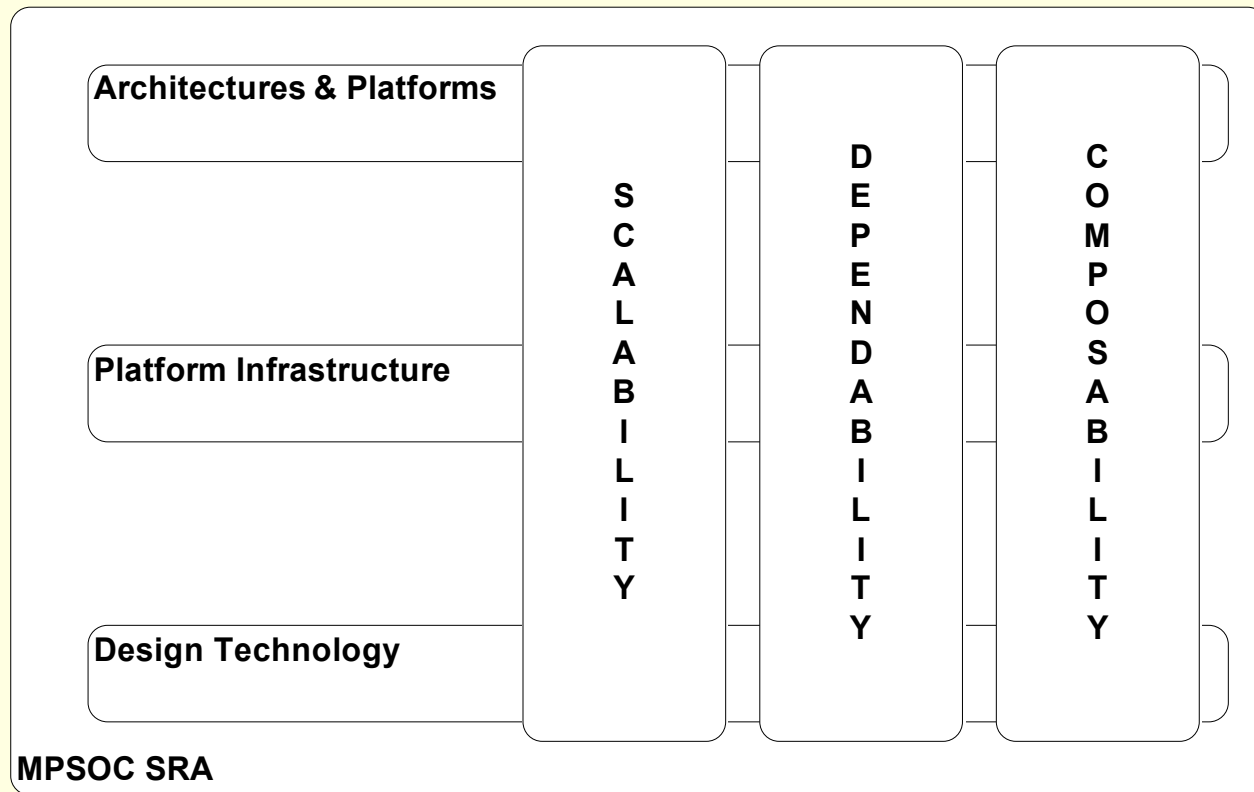 Architectures & Platforms
Platform Infrastructure
Design Technology
SCALABILITY
DEPENDABILITY
COMPOSABILITY
MPSOC SRA